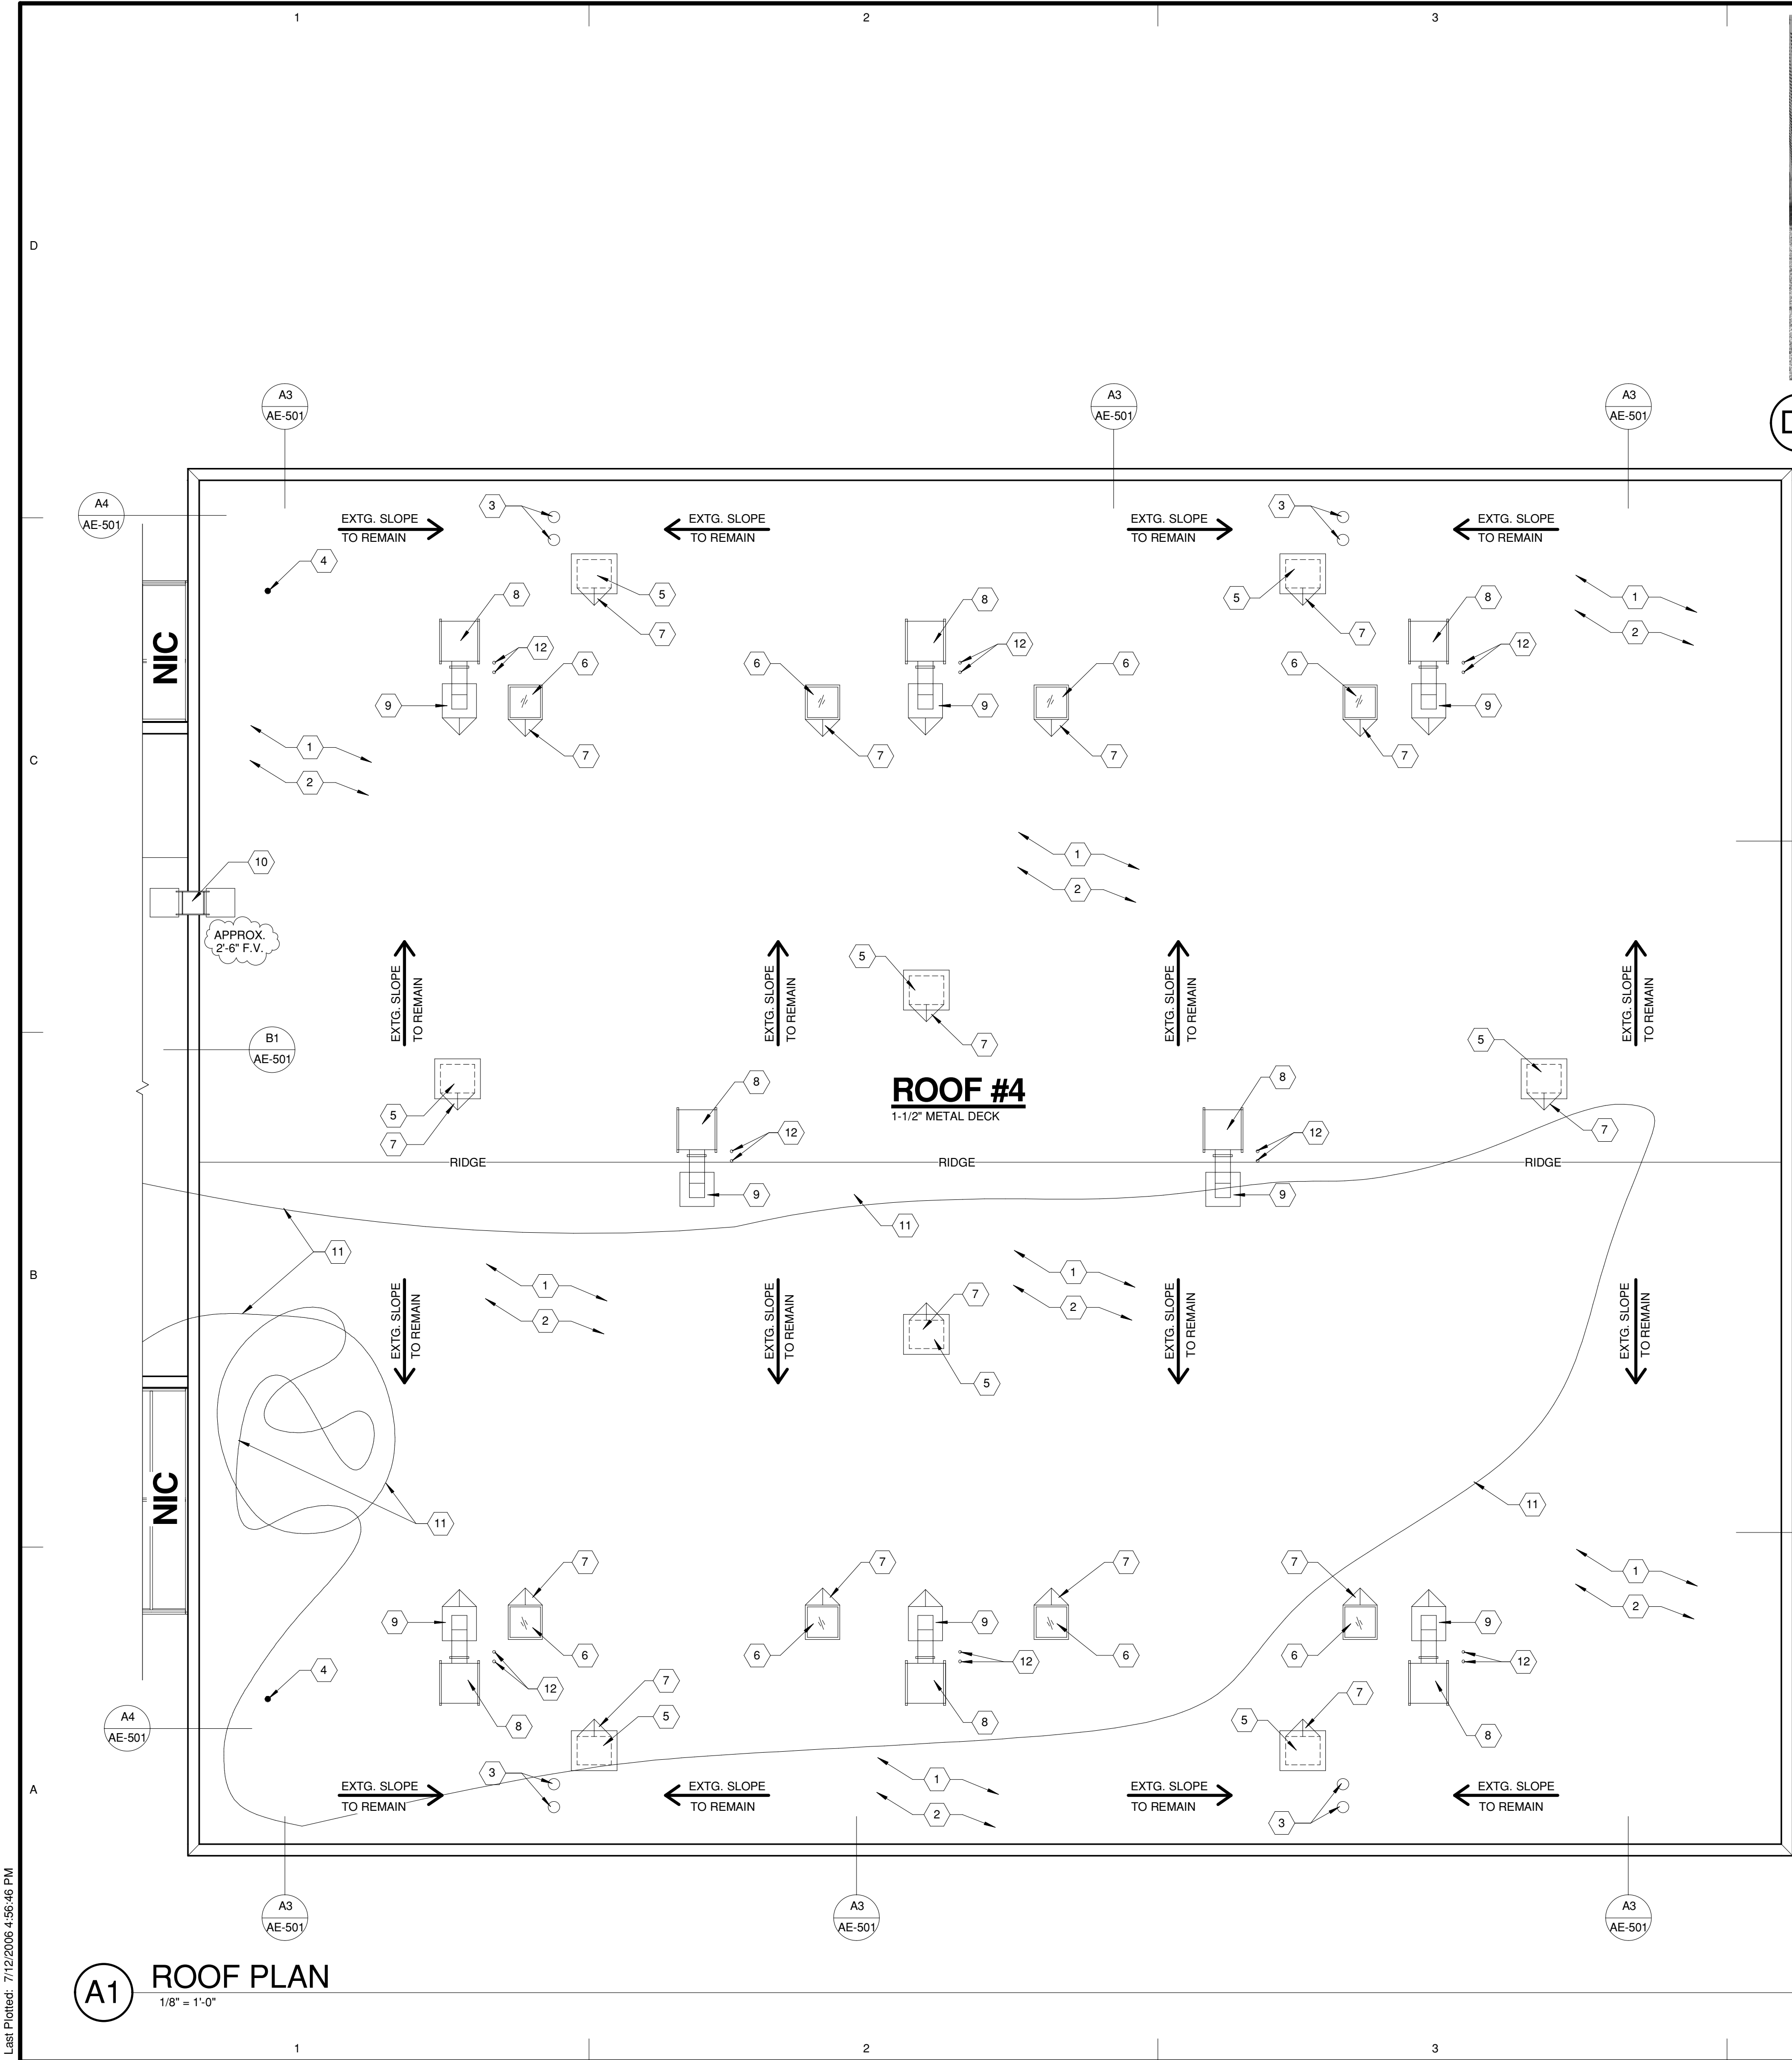 1
2
3
D
A3
AE-501
A3
AE-501
A3
AE-501
A4
AE-501
3
EXTG. SLOPE
TO REMAIN
EXTG. SLOPE
TO REMAIN
EXTG. SLOPE
TO REMAIN
3
EXTG. SLOPE
TO REMAIN
4
8
5
7
8
5
7
8
1
2
NIC
12
6
6
12
6
6
12
9
9
9
7
7
7
7
1
2
C
1
2
10
APPROX.
2'-6" F.V.
EXTG. SLOPE
TO REMAIN
EXTG. SLOPE
TO REMAIN
5
7
EXTG. SLOPE
TO REMAIN
EXTG. SLOPE
TO REMAIN
B1
AE-501
5
7
8
12
ROOF #4
1-1/2" METAL DECK
8
12
5
7
RIDGE
RIDGE
RIDGE
9
9
11
11
B
1
2
1
2
EXTG. SLOPE
TO REMAIN
EXTG. SLOPE
TO REMAIN
7
5
EXTG. SLOPE
TO REMAIN
EXTG. SLOPE
TO REMAIN
NIC
11
11
7
7
7
7
1
2
9
9
9
6
6
6
6
12
12
12
4
8
7
5
8
5
7
8
A4
AE-501
3
1
2
3
A
EXTG. SLOPE
TO REMAIN
EXTG. SLOPE
TO REMAIN
EXTG. SLOPE
TO REMAIN
EXTG. SLOPE
TO REMAIN
A3
AE-501
A3
AE-501
A3
AE-501
A1
ROOF PLAN
1/8" = 1'-0"
Last Plotted: 7/12/2006 4:56:46 PM
1
2
3